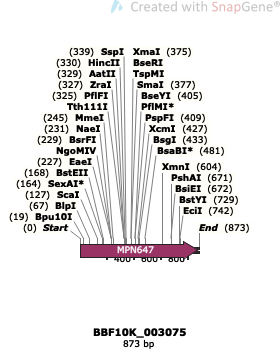 Created with SnapGene®
(339) SspI XmaI (375)
(330) HincII BseRI
(329) AatII TspMI
(327) ZraI SmaI (377)
(325) PflFI BseYI (405)
Tth111I PflMI*
(245) MmeI PspFI (409)
(231) NaeI XcmI (427)
(229) BsrFI BsgI (433)
NgoMIV BsaBI* (481)
(227) EaeI XmnI (604)
(168) BstEII PshAI (671)
(164) SexAI* BsiEI (672)
(127) ScaI BstYI (729)
(67) BlpI EciI (742)
(19) Bpu10I
(0) Start End (873)
MPN647
400 600 800
BBF10K_003075
873 bp